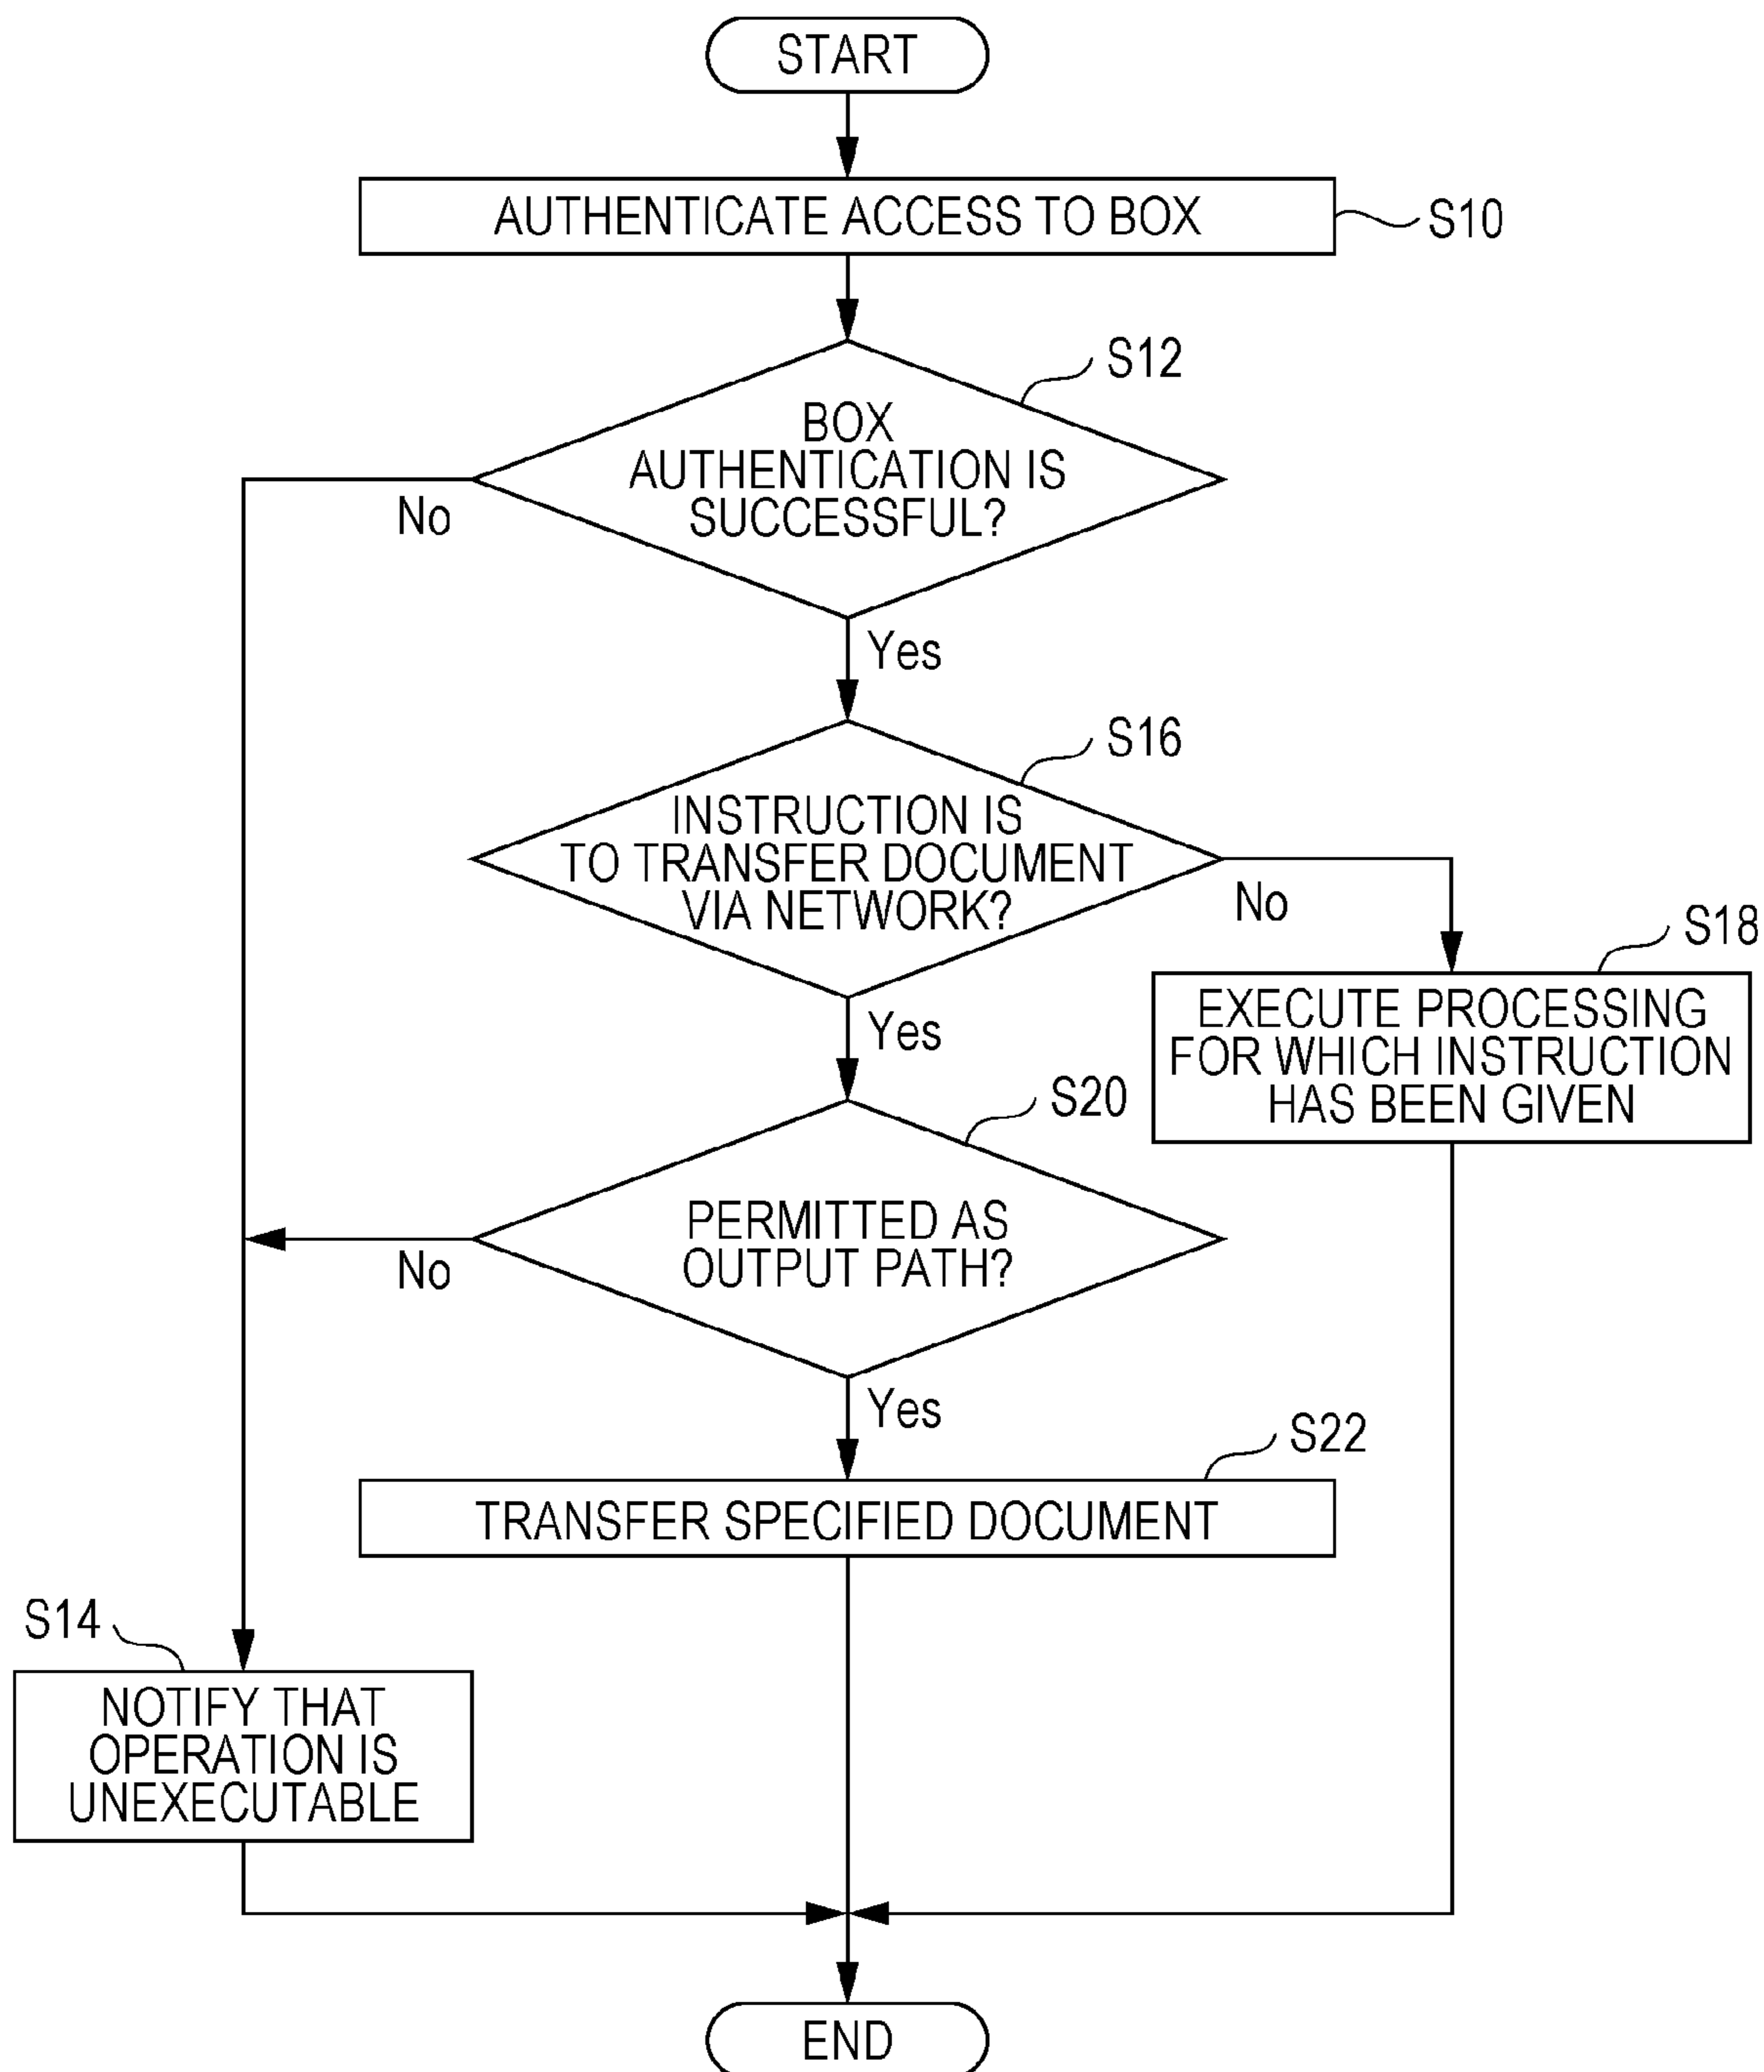 START
AUTHENTICATE ACCESS TO BOX
S10
S12
BOX
AUTHENTICATION IS
SUCCESSFUL?
No
Yes
S16
INSTRUCTION IS
TO TRANSFER DOCUMENT
VIA NETWORK?
No
Yes
S18
EXECUTE PROCESSING
FOR WHICH INSTRUCTION
HAS BEEN GIVEN
S20
PERMITTED AS
OUTPUT PATH?
No
Yes
S22
TRANSFER SPECIFIED DOCUMENT
S14
NOTIFY THAT
OPERATION IS
UNEXECUTABLE
END